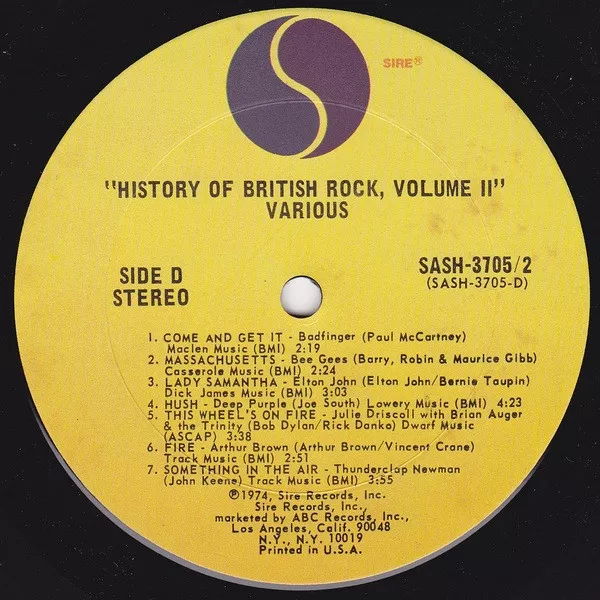 SIRE®
"HISTORY OF BRITISH ROCK, VOLUME II"
VARIOUS
SIDE D
STEREO
SASH-3705/2
(SASH-3705-D)
1. COME AND GET IT - Badfinger (Paul McCartney)
Maclen Music (BMI) 2:19
2. MASSACHUSETTS - Bee Gees (Barry, Robin & Maurice Gibb)
Casserole Music (BMI) 2:24
3. LADY SAMANTHA - Elton John (Elton John/Bernie Taupin)
Dick James Music (BMI) 3:03
4. HUSH - Deep Purple (Joe South) Lowery Music (BMI) 4:23
5. THIS WHEEL'S ON FIRE - Julie Driscoll with Brian Auger
& the Trinity (Bob Dylan/Rick Danko) Dwarf Music
(ASCAP) 3:38
6. FIRE - Arthur Brown (Arthur Brown/Vincent Crane)
Track Music (BMI) 2:51
7. SOMETHING IN THE AIR - Thunderclap Newman
(John Keene) Track Music (BMI) 3:55
℗1974, Sire Records, Inc.
Sire Records, Inc.,
marketed by ABC Records, Inc.,
Los Angeles, Calif. 90048
N.Y., N.Y. 10019
Printed in U.S.A.